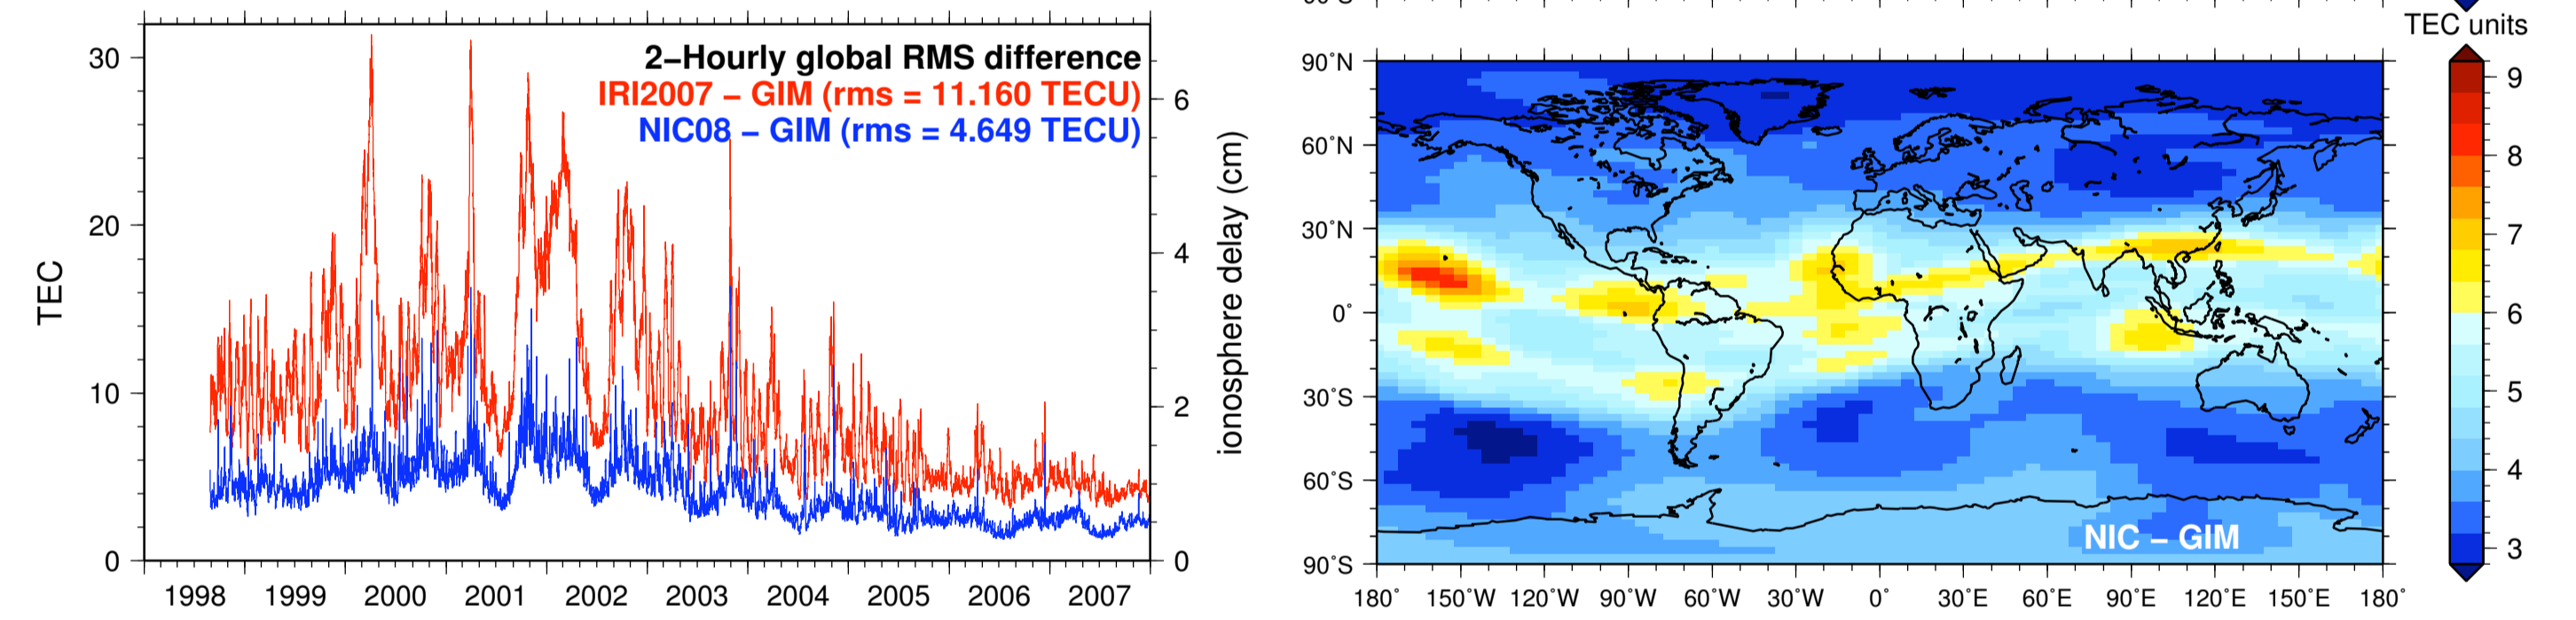 2−Hourly global RMS difference
IRI2007 − GIM (rms = 11.160 TECU)
NIC08 − GIM (rms = 4.649 TECU)
TEC
30
20
10
0
1998 1999 2000 2001 2002 2003 2004 2005 2006 2007
6
4
2
0
ionosphere delay (cm)
90˚N
60˚N
30˚N
0˚
30˚S
60˚S
90˚S
180˚ 150˚W 120˚W 90˚W 60˚W 30˚W 0˚ 30˚E 60˚E 90˚E 120˚E 150˚E 180˚
NIC − GIM
TEC units
9
8
7
6
5
4
3